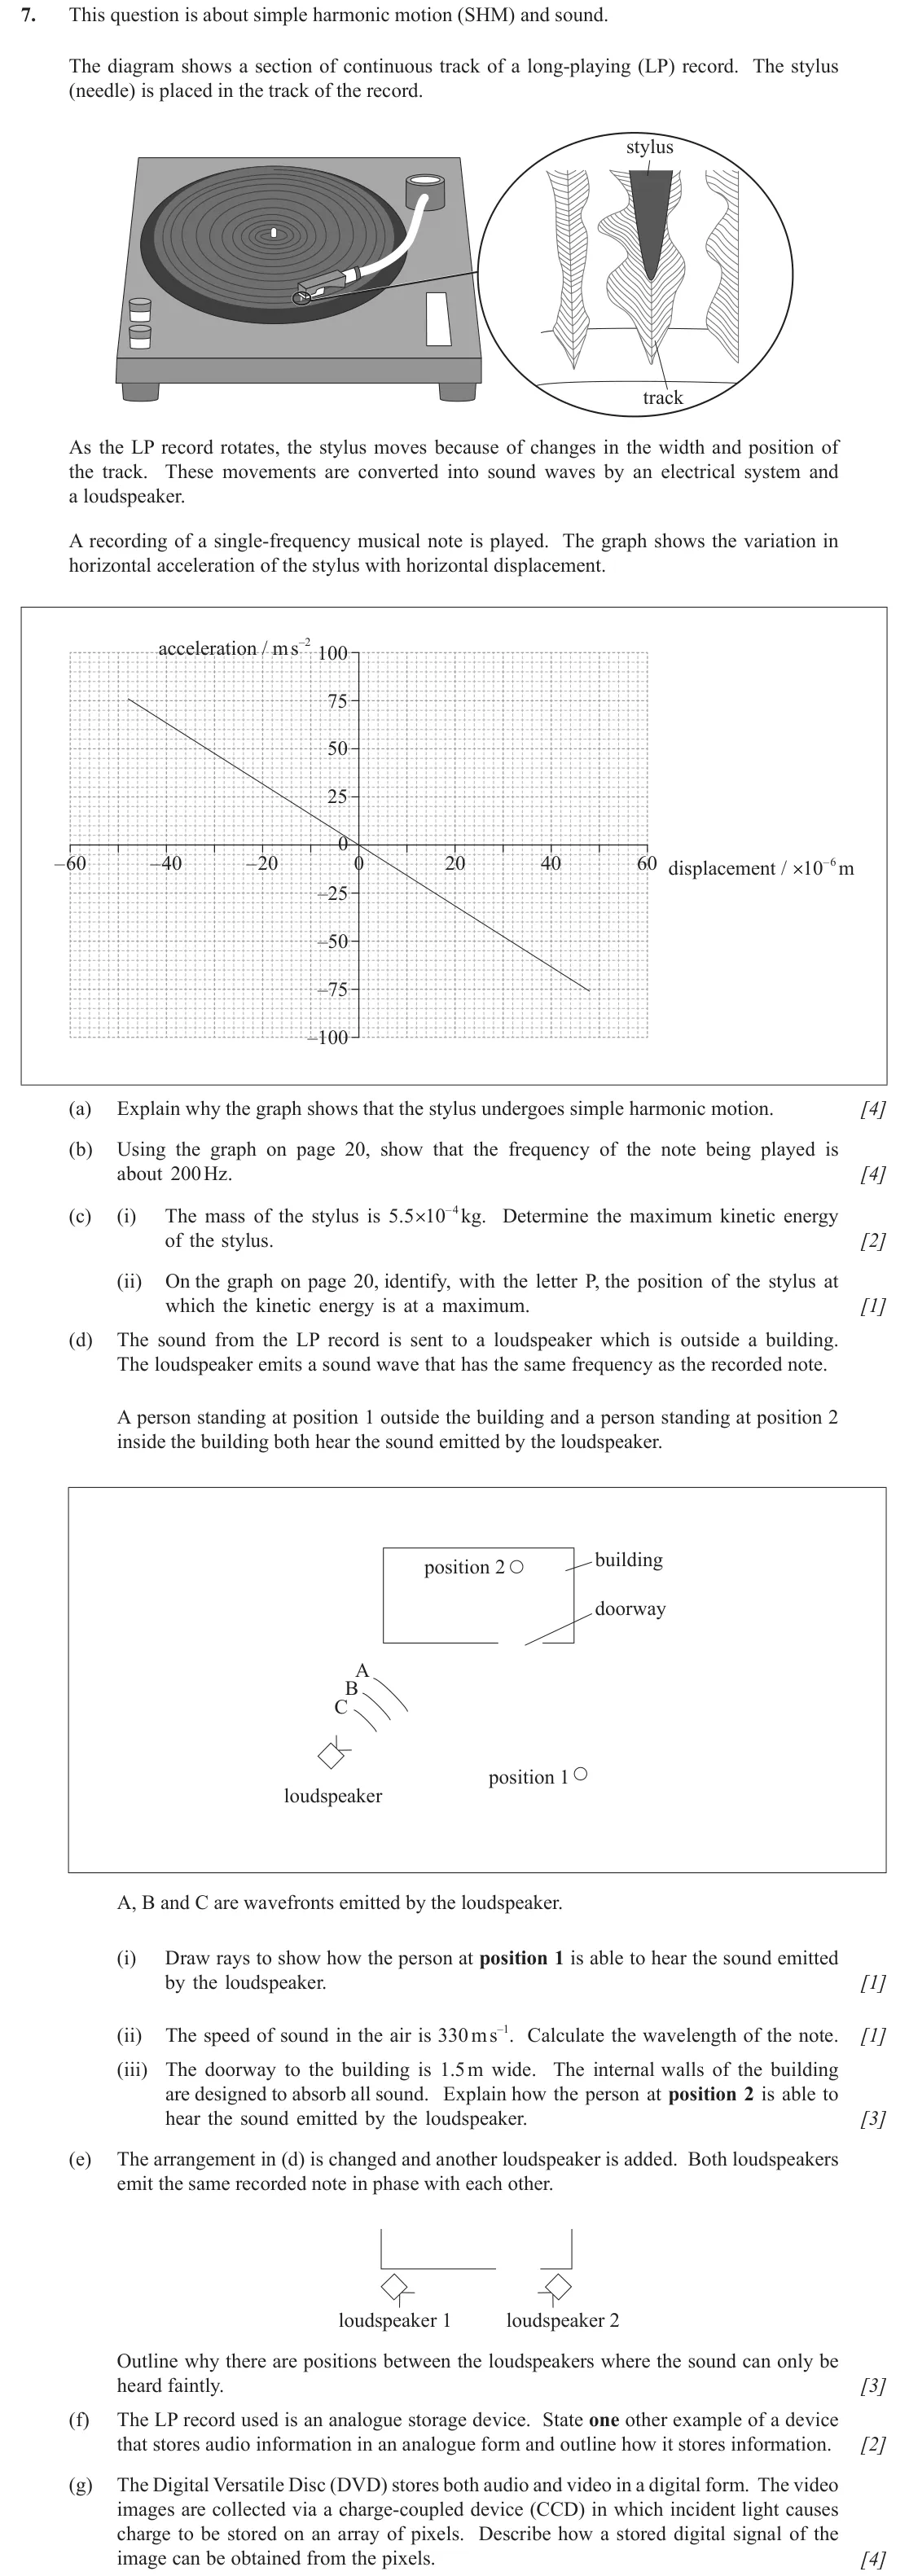 7. This question is about simple harmonic motion (SHM) and sound.
The diagram shows a section of continuous track of a long-playing (LP) record. The stylus
(needle) is placed in the track of the record.
stylus
track
As the LP record rotates, the stylus moves because of changes in the width and position of
the track. These movements are converted into sound waves by an electrical system and
a loudspeaker.
A recording of a single-frequency musical note is played. The graph shows the variation in
horizontal acceleration of the stylus with horizontal displacement.
acceleration / m s⁻² 100
75
50
25
0
–60 –40 –20 0 20 40 60 displacement / ×10⁻⁶ m
–25
–50
–75
–100
(a) Explain why the graph shows that the stylus undergoes simple harmonic motion. [4]
(b) Using the graph on page 20, show that the frequency of the note being played is
about 200 Hz. [4]
(c) (i) The mass of the stylus is 5.5×10⁻⁴ kg. Determine the maximum kinetic energy
of the stylus. [2]
(ii) On the graph on page 20, identify, with the letter P, the position of the stylus at
which the kinetic energy is at a maximum. [1]
(d) The sound from the LP record is sent to a loudspeaker which is outside a building.
The loudspeaker emits a sound wave that has the same frequency as the recorded note.
A person standing at position 1 outside the building and a person standing at position 2
inside the building both hear the sound emitted by the loudspeaker.
position 2
building
doorway
A
B
C
position 1
loudspeaker
A, B and C are wavefronts emitted by the loudspeaker.
(i) Draw rays to show how the person at position 1 is able to hear the sound emitted
by the loudspeaker. [1]
(ii) The speed of sound in the air is 330 m s⁻¹. Calculate the wavelength of the note. [1]
(iii) The doorway to the building is 1.5 m wide. The internal walls of the building
are designed to absorb all sound. Explain how the person at position 2 is able to
hear the sound emitted by the loudspeaker. [3]
(e) The arrangement in (d) is changed and another loudspeaker is added. Both loudspeakers
emit the same recorded note in phase with each other.
loudspeaker 1 loudspeaker 2
Outline why there are positions between the loudspeakers where the sound can only be
heard faintly. [3]
(f) The LP record used is an analogue storage device. State one other example of a device
that stores audio information in an analogue form and outline how it stores information. [2]
(g) The Digital Versatile Disc (DVD) stores both audio and video in a digital form. The video
images are collected via a charge-coupled device (CCD) in which incident light causes
charge to be stored on an array of pixels. Describe how a stored digital signal of the
image can be obtained from the pixels. [4]